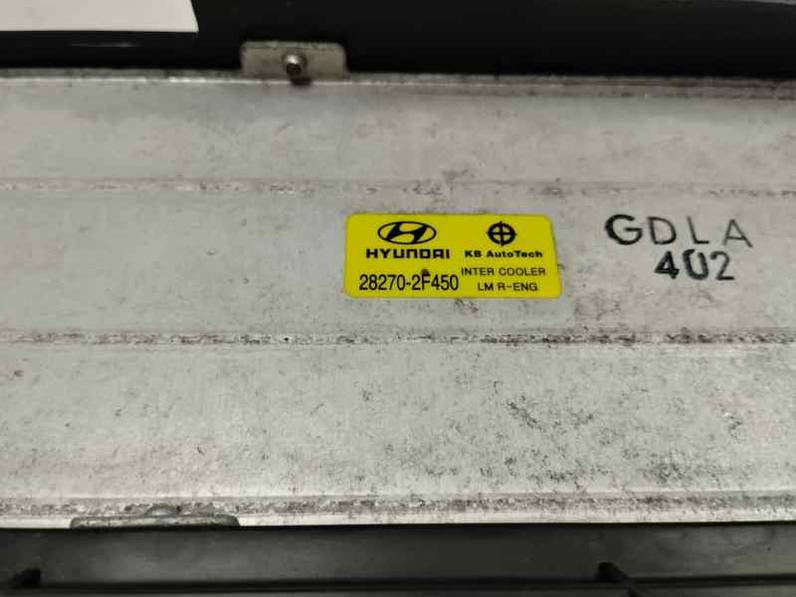 HYUNDAI
KB AutoTech
28270-2F450
INTER COOLER
LM R-ENG
GDLA
402